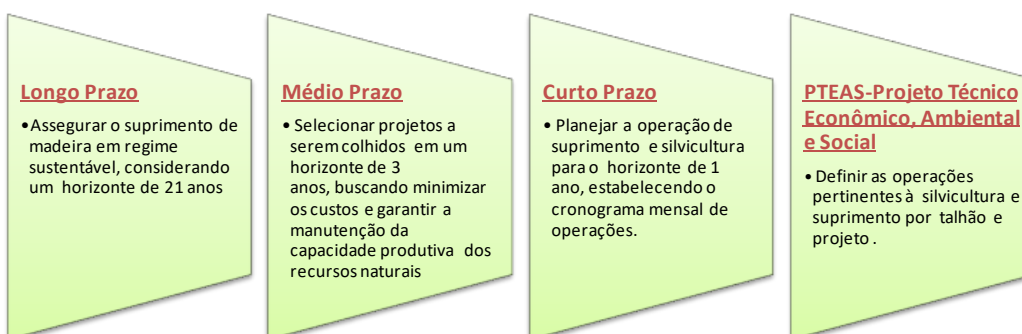 Longo Prazo
•Assegurar o suprimento de
madeira em regime
sustentável, considerando
um horizonte de 21 anos
Médio Prazo
• Selecionar projetos a
serem colhidos em um
horizonte de 3
anos, buscando minimizar
os custos e garantir a
manutenção da
capacidade produtiva dos
recursos naturais
Curto Prazo
• Planejar a operação de
suprimento e silvicultura
para o horizonte de 1
ano, estabelecendo o
cronograma mensal de
operações.
PTEAS-Projeto Técnico
Econômico, Ambiental
e Social
• Definir as operações
pertinentes à silvicultura e
suprimento por talhão e
projeto .